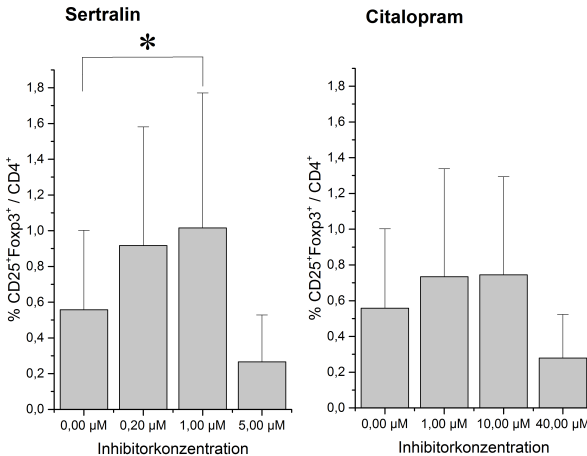 Sertralin
*
1,8
1,6
1,4
1,2
1,0
0,8
0,6
0,4
0,2
0,0
% CD25⁺Foxp3⁺ / CD4⁺
0,00 µM 0,20 µM 1,00 µM 5,00 µM
Inhibitorkonzentration
Citalopram
1,8
1,6
1,4
1,2
1,0
0,8
0,6
0,4
0,2
0,0
% CD25⁺Foxp3⁺ / CD4⁺
0,00 µM 1,00 µM 10,00 µM 40,00 µM
Inhibitorkonzentration